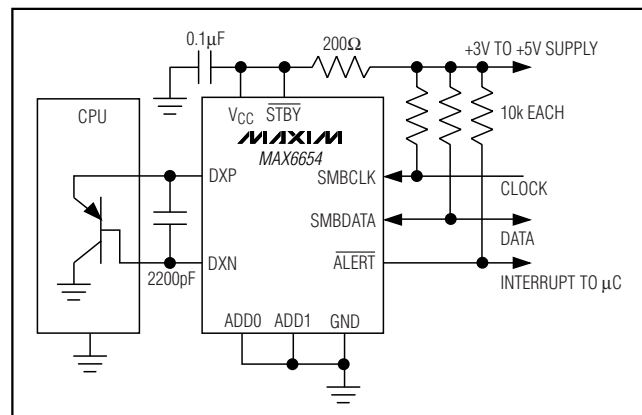 0.1µF
200Ω
+3V TO +5V SUPPLY
CPU
VCC
STBY
10k EACH
MAXIM
MAX6654
DXP
SMBCLK
CLOCK
SMBDATA
DATA
2200pF
DXN
ALERT
INTERRUPT TO µC
ADD0
ADD1
GND